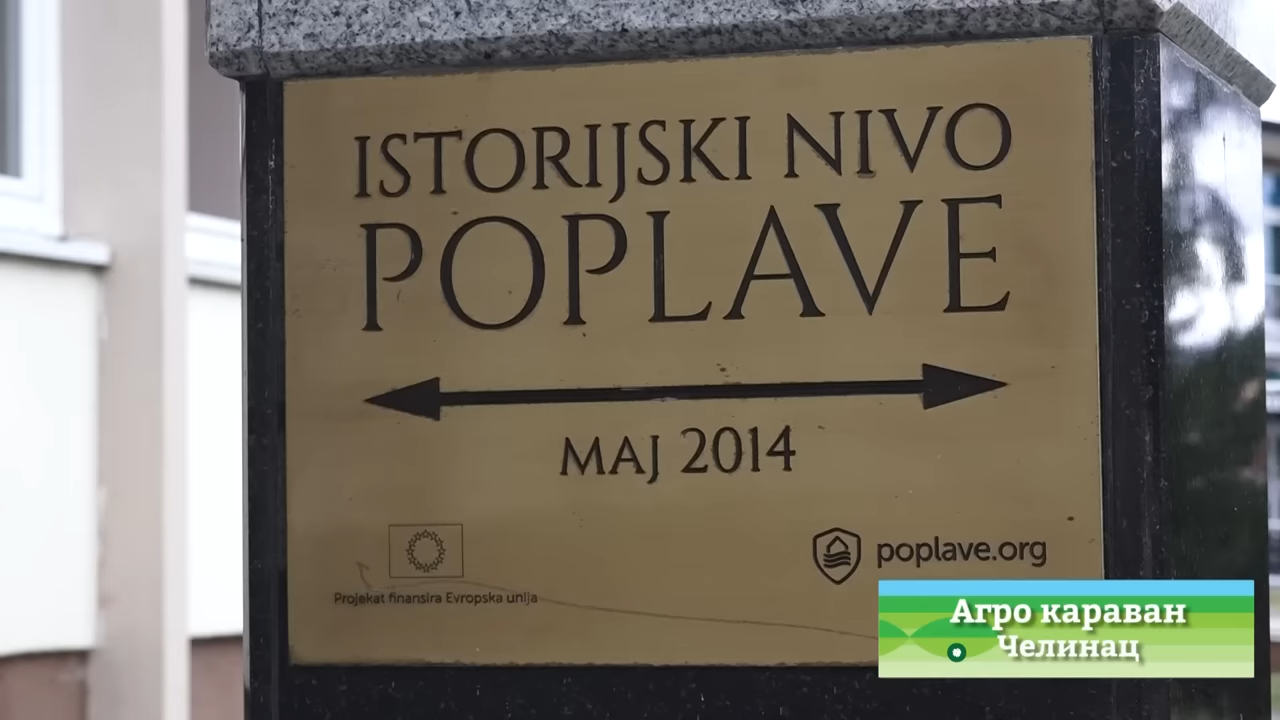 ISTORIJSKI NIVO
POPLAVE
MAJ 2014
Projekat finansira Evropska unija
poplave.org
Агро караван
Челинац